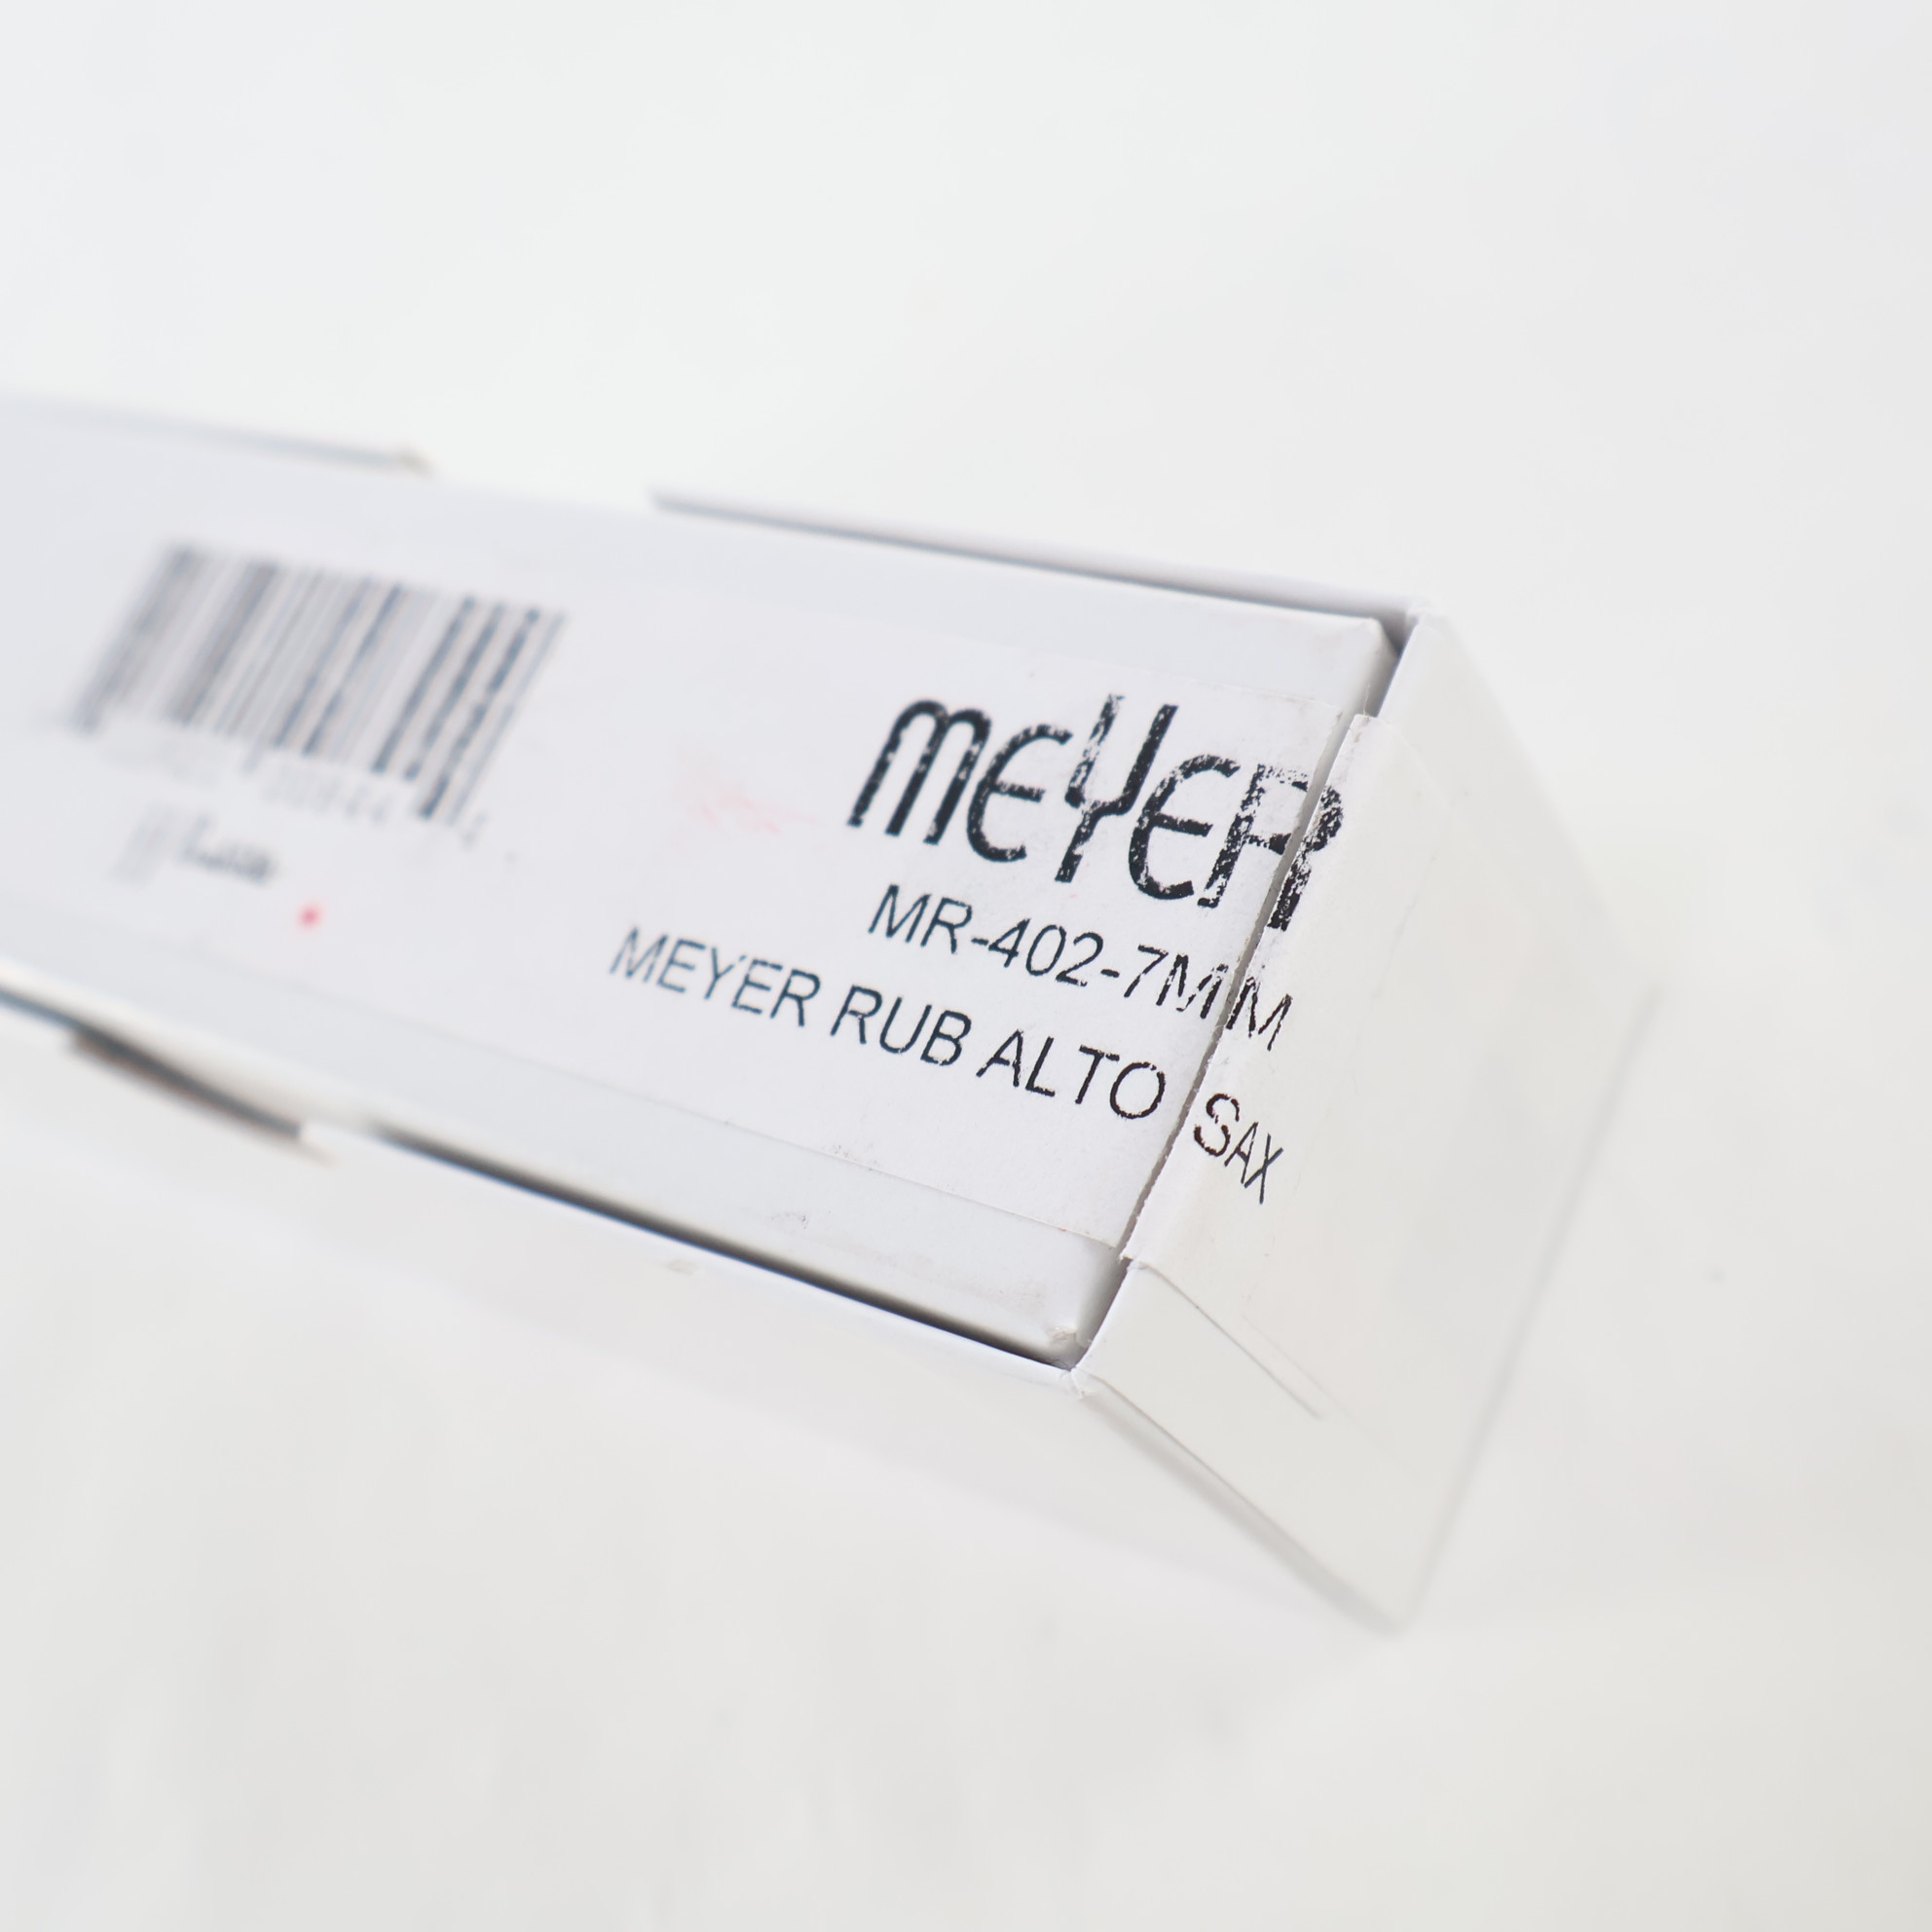 MEYER
MR-402-7MM
MEYER RUB ALTO SAX